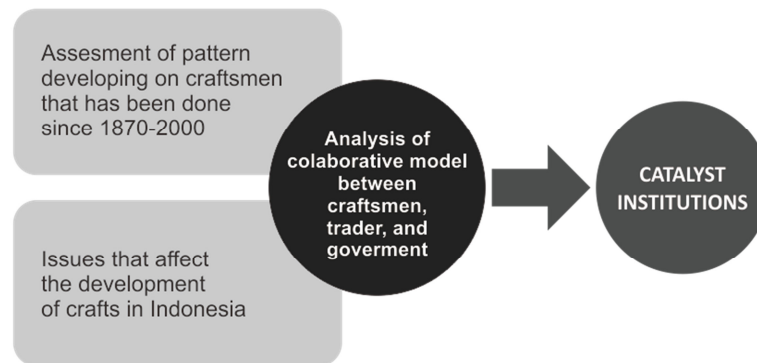 Assesment of pattern
developing on craftsmen
that has been done
since 1870-2000
Issues that affect
the development
of crafts in Indonesia
Analysis of
colaborative model
between
craftsmen,
trader, and
goverment
CATALYST
INSTITUTIONS